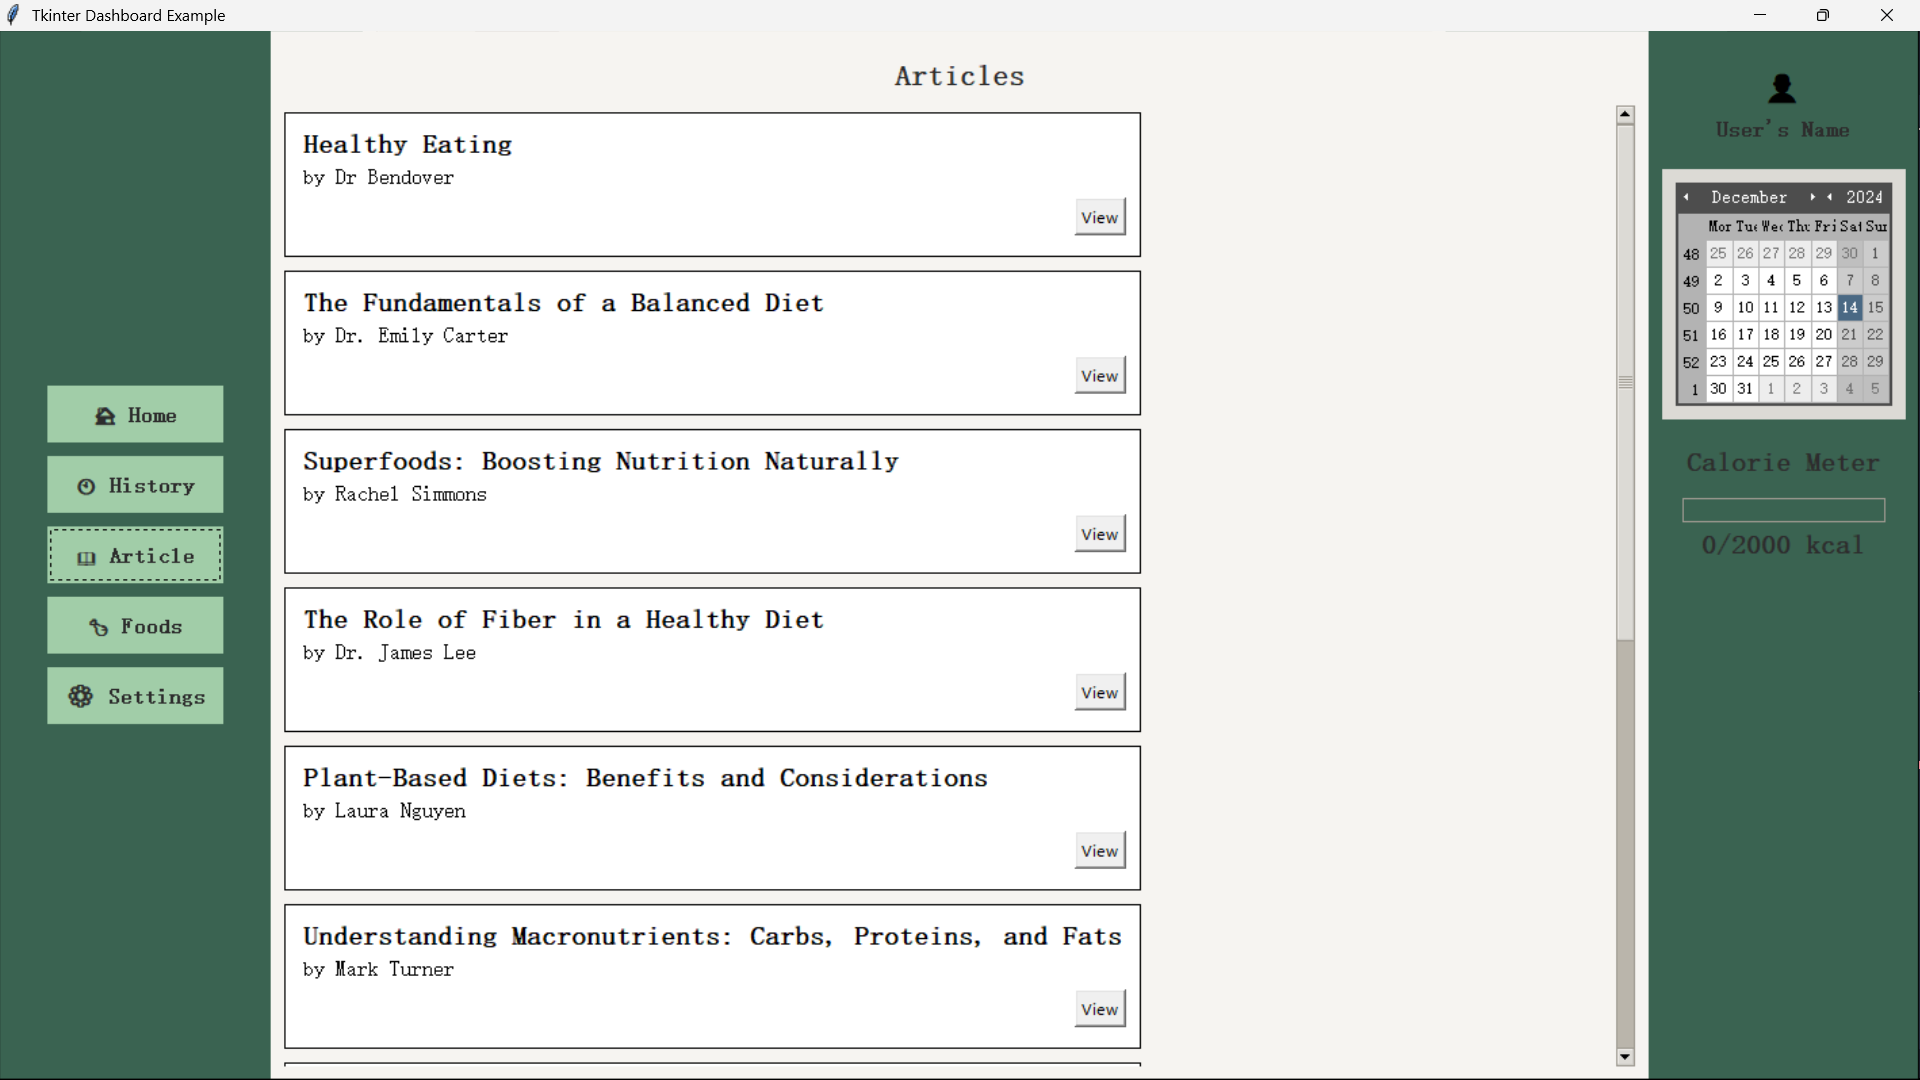 Tkinter Dashboard Example
Home
History
Article
Foods
Settings
Articles
Healthy Eating
by Dr Bendover
View
The Fundamentals of a Balanced Diet
by Dr. Emily Carter
View
Superfoods: Boosting Nutrition Naturally
by Rachel Simmons
View
The Role of Fiber in a Healthy Diet
by Dr. James Lee
View
Plant-Based Diets: Benefits and Considerations
by Laura Nguyen
View
Understanding Macronutrients: Carbs, Proteins, and Fats
by Mark Turner
View
User's Name
December 2024
Mon Tue Wed Thu Fri Sat Sun
48 25 26 27 28 29 30 1
49 2 3 4 5 6 7 8
50 9 10 11 12 13 14 15
51 16 17 18 19 20 21 22
52 23 24 25 26 27 28 29
1 30 31 1 2 3 4 5
Calorie Meter
0/2000 kcal